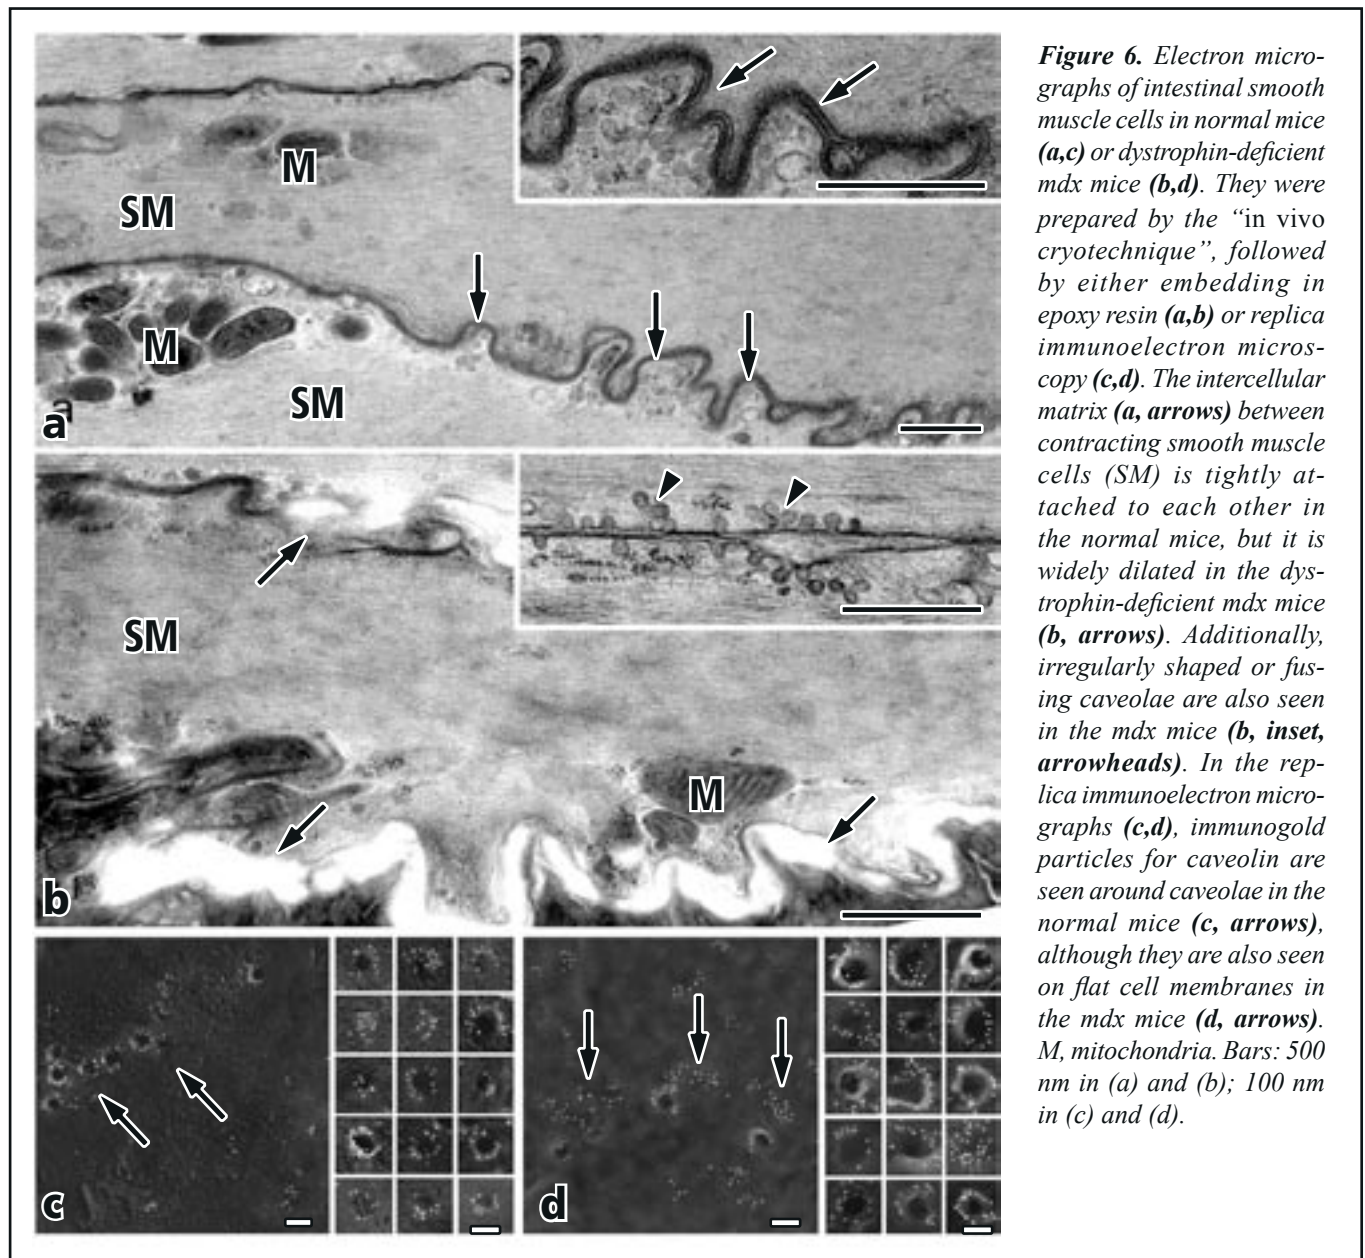 M
SM
M
SM
a
SM
M
b
c
d
Figure 6. Electron micro-
graphs of intestinal smooth
muscle cells in normal mice
(a,c) or dystrophin-deficient
mdx mice (b,d). They were
prepared by the “in vivo
cryotechnique”, followed
by either embedding in
epoxy resin (a,b) or replica
immunoelectron micros-
copy (c,d). The intercellular
matrix (a, arrows) between
contracting smooth muscle
cells (SM) is tightly at-
tached to each other in
the normal mice, but it is
widely dilated in the dys-
trophin-deficient mdx mice
(b, arrows). Additionally,
irregularly shaped or fus-
ing caveolae are also seen
in the mdx mice (b, inset,
arrowheads). In the rep-
lica immunoelectron micro-
graphs (c,d), immunogold
particles for caveolin are
seen around caveolae in the
normal mice (c, arrows),
although they are also seen
on flat cell membranes in
the mdx mice (d, arrows).
M, mitochondria. Bars: 500
nm in (a) and (b); 100 nm
in (c) and (d).